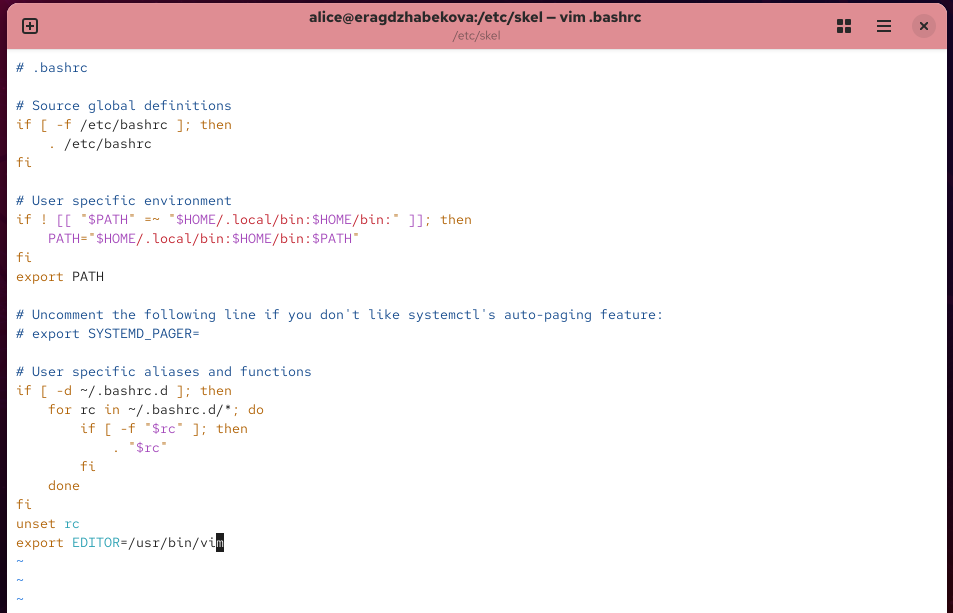 alice@eragdzhabekova:/etc/skel — vim .bashrc
/etc/skel
# .bashrc

# Source global definitions
if [ -f /etc/bashrc ]; then
    . /etc/bashrc
fi

# User specific environment
if ! [[ "$PATH" =~ "$HOME/.local/bin:$HOME/bin:" ]]; then
    PATH="$HOME/.local/bin:$HOME/bin:$PATH"
fi
export PATH

# Uncomment the following line if you don't like systemctl's auto-paging feature:
# export SYSTEMD_PAGER=

# User specific aliases and functions
if [ -d ~/.bashrc.d ]; then
    for rc in ~/.bashrc.d/*; do
        if [ -f "$rc" ]; then
            . "$rc"
        fi
    done
fi
unset rc
export EDITOR=/usr/bin/vim
~
~
~